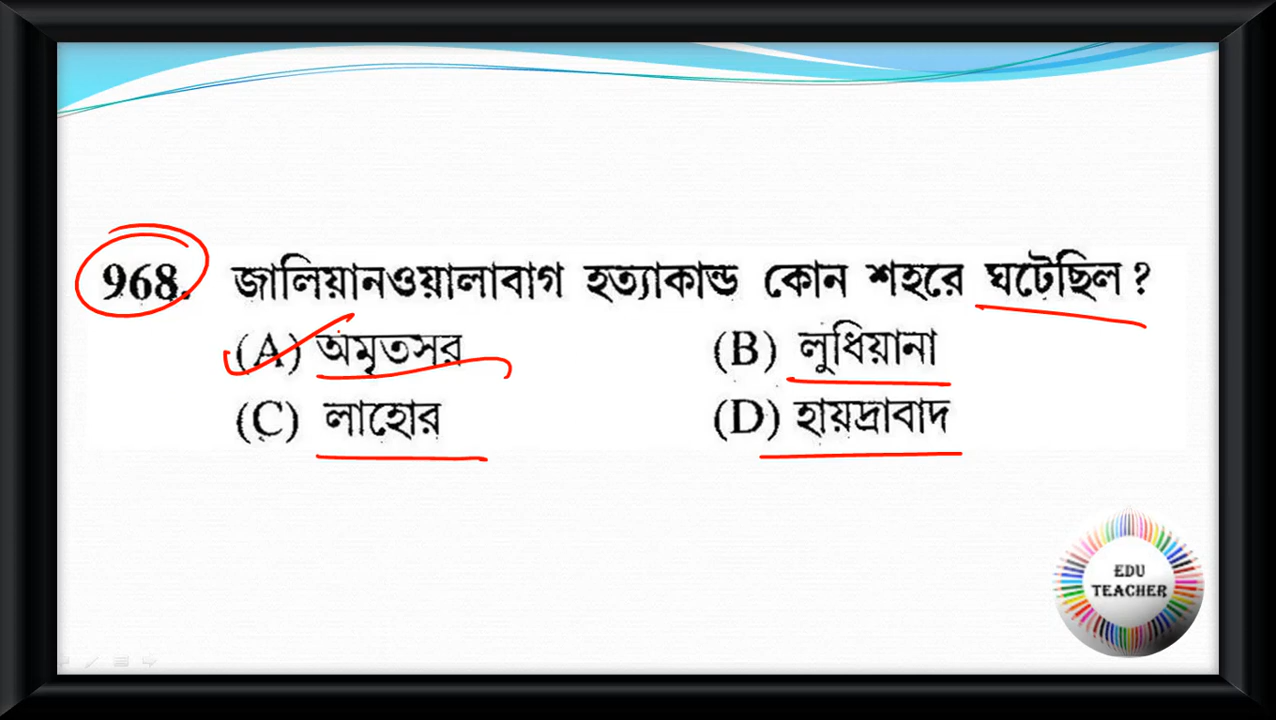 968. জালিয়ানওয়ালাবাগ হত্যাকান্ড কোন শহরে ঘটেছিল ?
(A) অমৃতসর (B) লুধিয়ানা
(C) লাহোর (D) হায়দ্রাবাদ
EDU
TEACHER